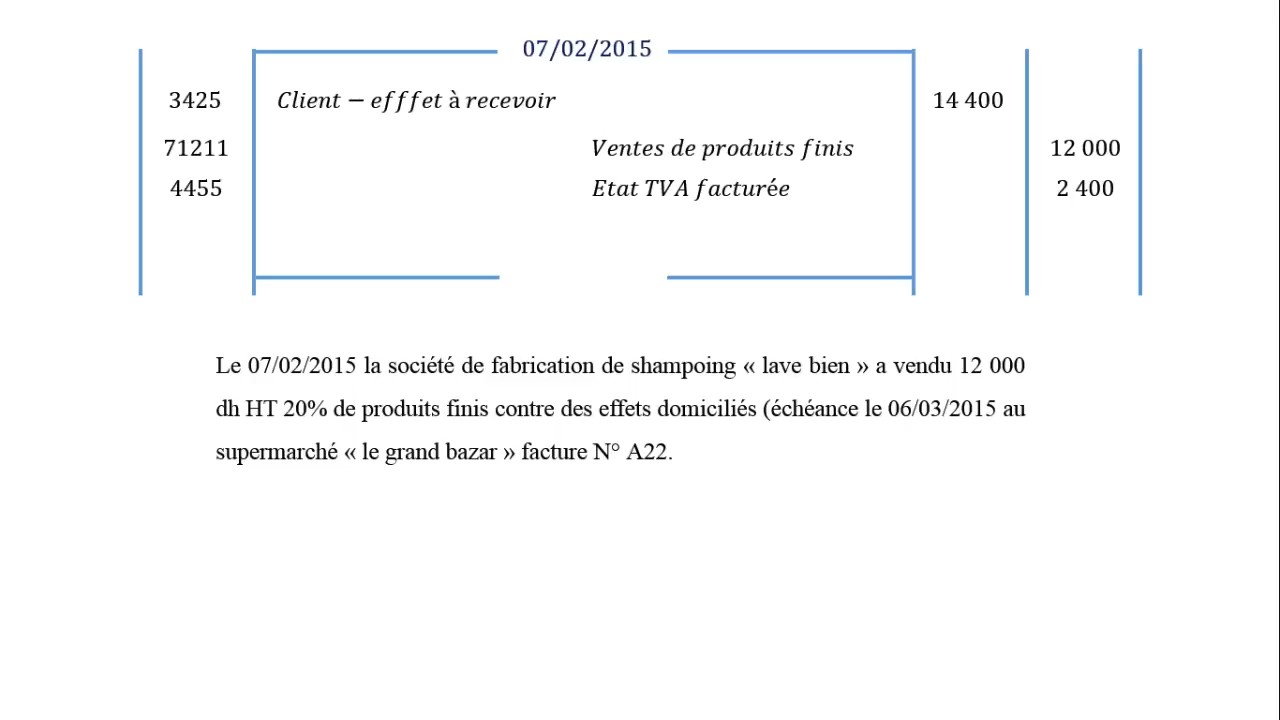 07/02/2015
3425 Client – efffet à recevoir 14 400
71211 Ventes de produits finis 12 000
4455 Etat TVA facturée 2 400
Le 07/02/2015 la société de fabrication de shampoing « lave bien » a vendu 12 000
dh HT 20% de produits finis contre des effets domiciliés (échéance le 06/03/2015 au
supermarché « le grand bazar » facture N° A22.